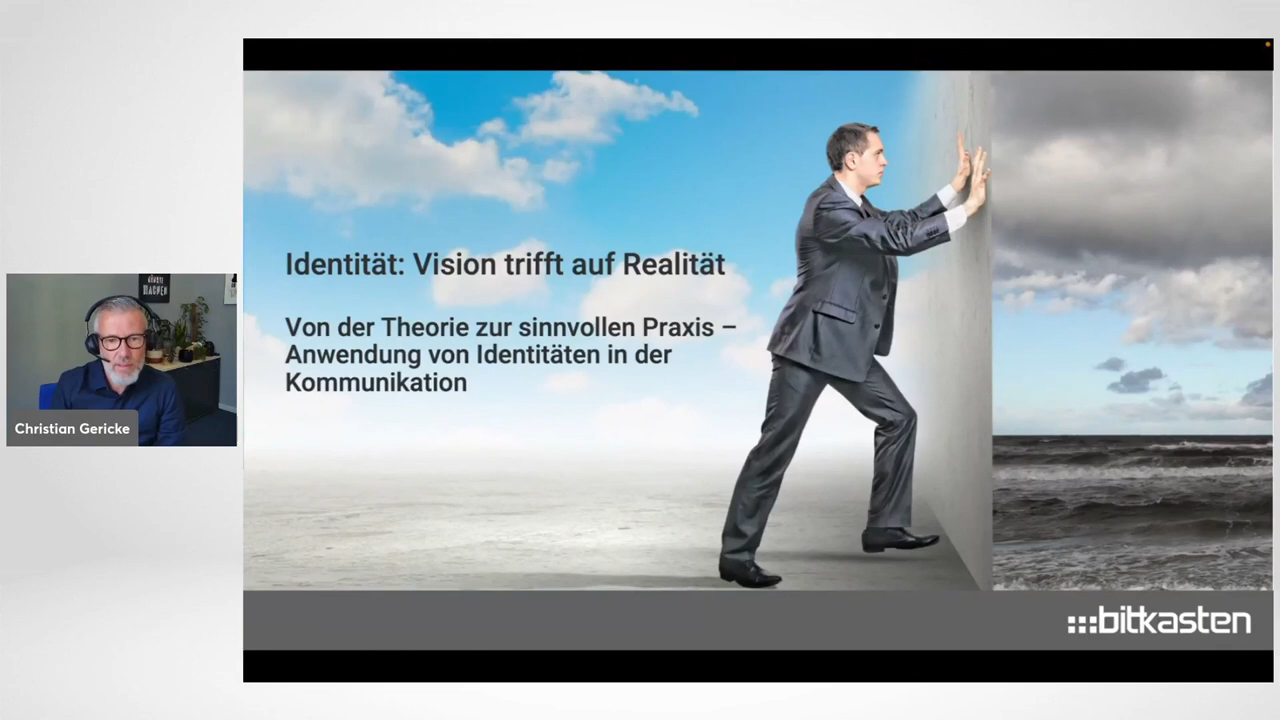 Identität: Vision trifft auf Realität
Von der Theorie zur sinnvollen Praxis –
Anwendung von Identitäten in der
Kommunikation
MACHEN
Christian Gericke
:::bitkasten